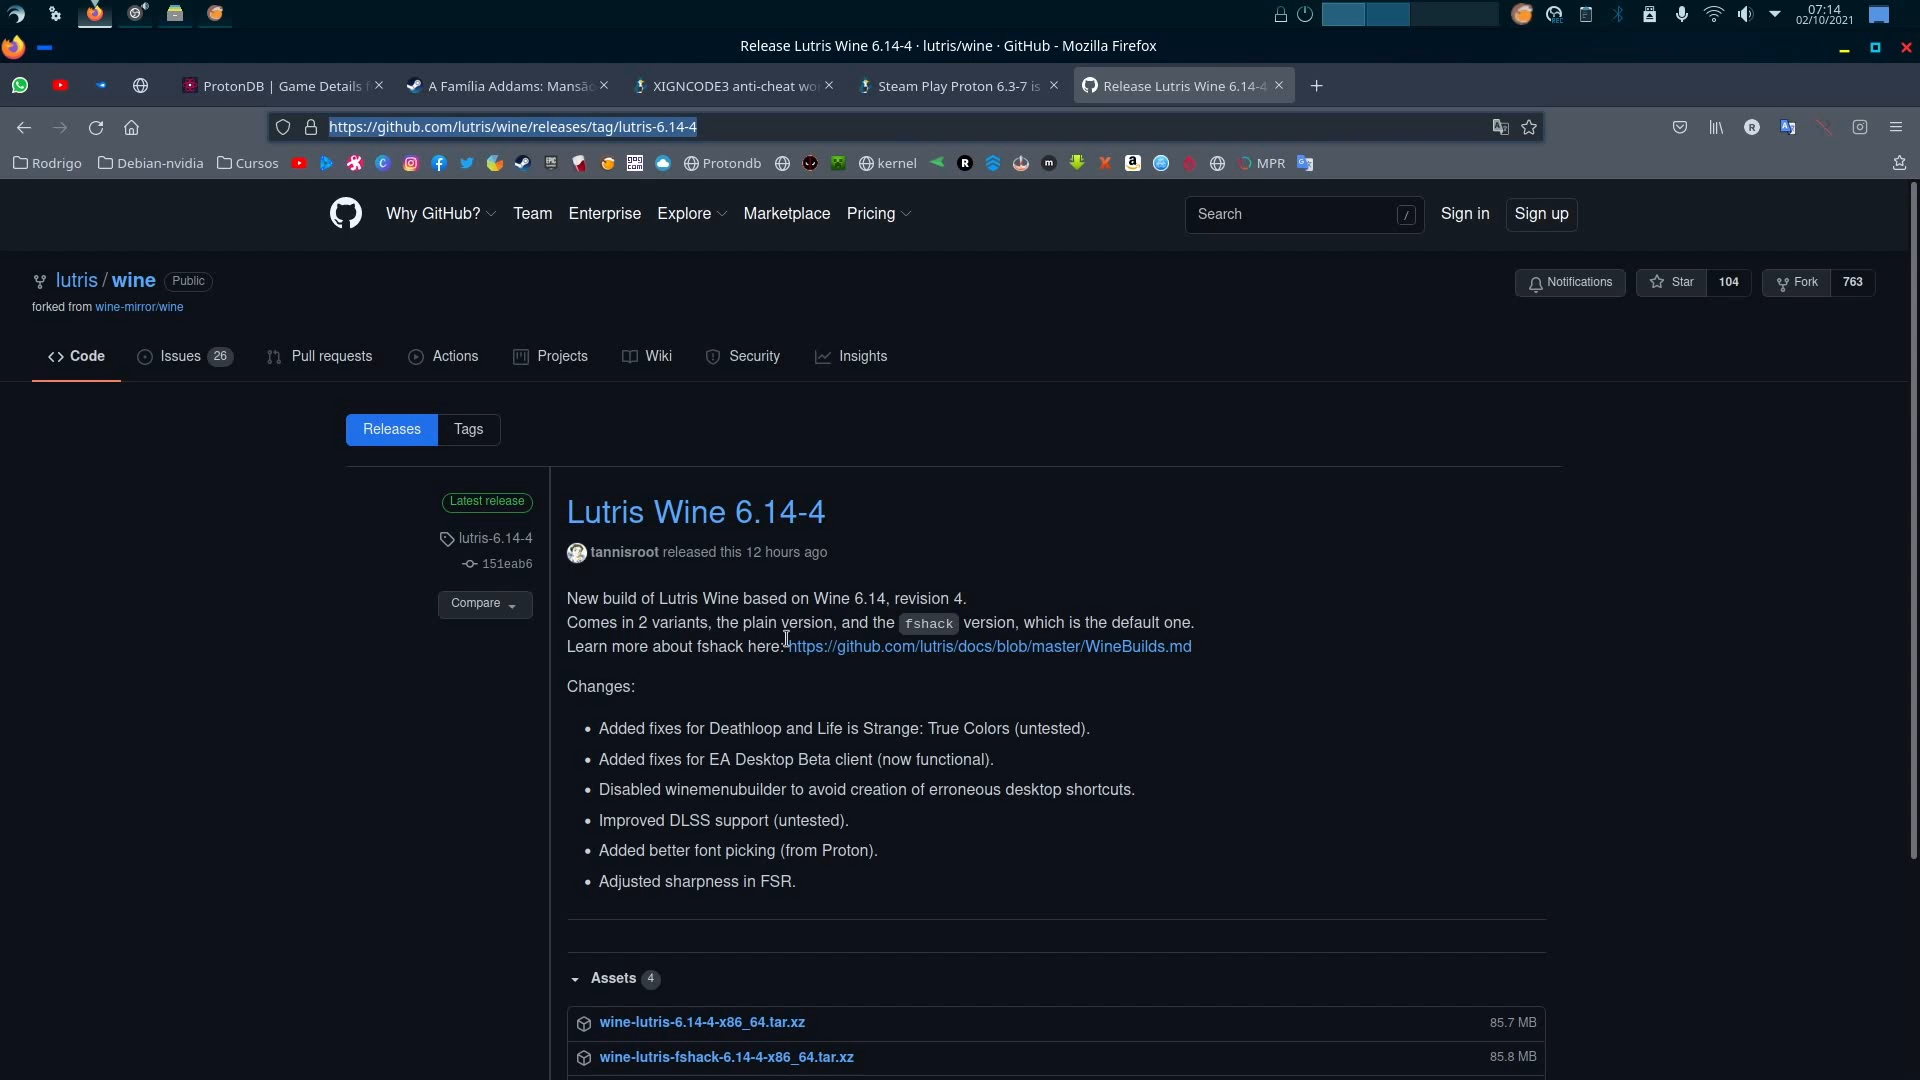 07:14
02/10/2021
Release Lutris Wine 6.14-4 · lutris/wine · GitHub - Mozilla Firefox
ProtonDB | Game Details f
A Família Addams: Mansão
XIGNCODE3 anti-cheat wo
Steam Play Proton 6.3-7 is
Release Lutris Wine 6.14-4
https://github.com/lutris/wine/releases/tag/lutris-6.14-4
Rodrigo
Debian-nvidia
Cursos
Protondb
kernel
MPR
Why GitHub?
Team
Enterprise
Explore
Marketplace
Pricing
Search
/
Sign in
Sign up
lutris / wine
Public
Notifications
Star 104
Fork 763
forked from wine-mirror/wine
Code
Issues 26
Pull requests
Actions
Projects
Wiki
Security
Insights
Releases
Tags
Latest release
lutris-6.14-4
151eab6
Compare
Lutris Wine 6.14-4
tannisroot released this 12 hours ago
New build of Lutris Wine based on Wine 6.14, revision 4.
Comes in 2 variants, the plain version, and the fshack version, which is the default one.
Learn more about fshack here: https://github.com/lutris/docs/blob/master/WineBuilds.md
Changes:
• Added fixes for Deathloop and Life is Strange: True Colors (untested).
• Added fixes for EA Desktop Beta client (now functional).
• Disabled winemenubuilder to avoid creation of erroneous desktop shortcuts.
• Improved DLSS support (untested).
• Added better font picking (from Proton).
• Adjusted sharpness in FSR.
Assets 4
wine-lutris-6.14-4-x86_64.tar.xz 85.7 MB
wine-lutris-fshack-6.14-4-x86_64.tar.xz 85.8 MB